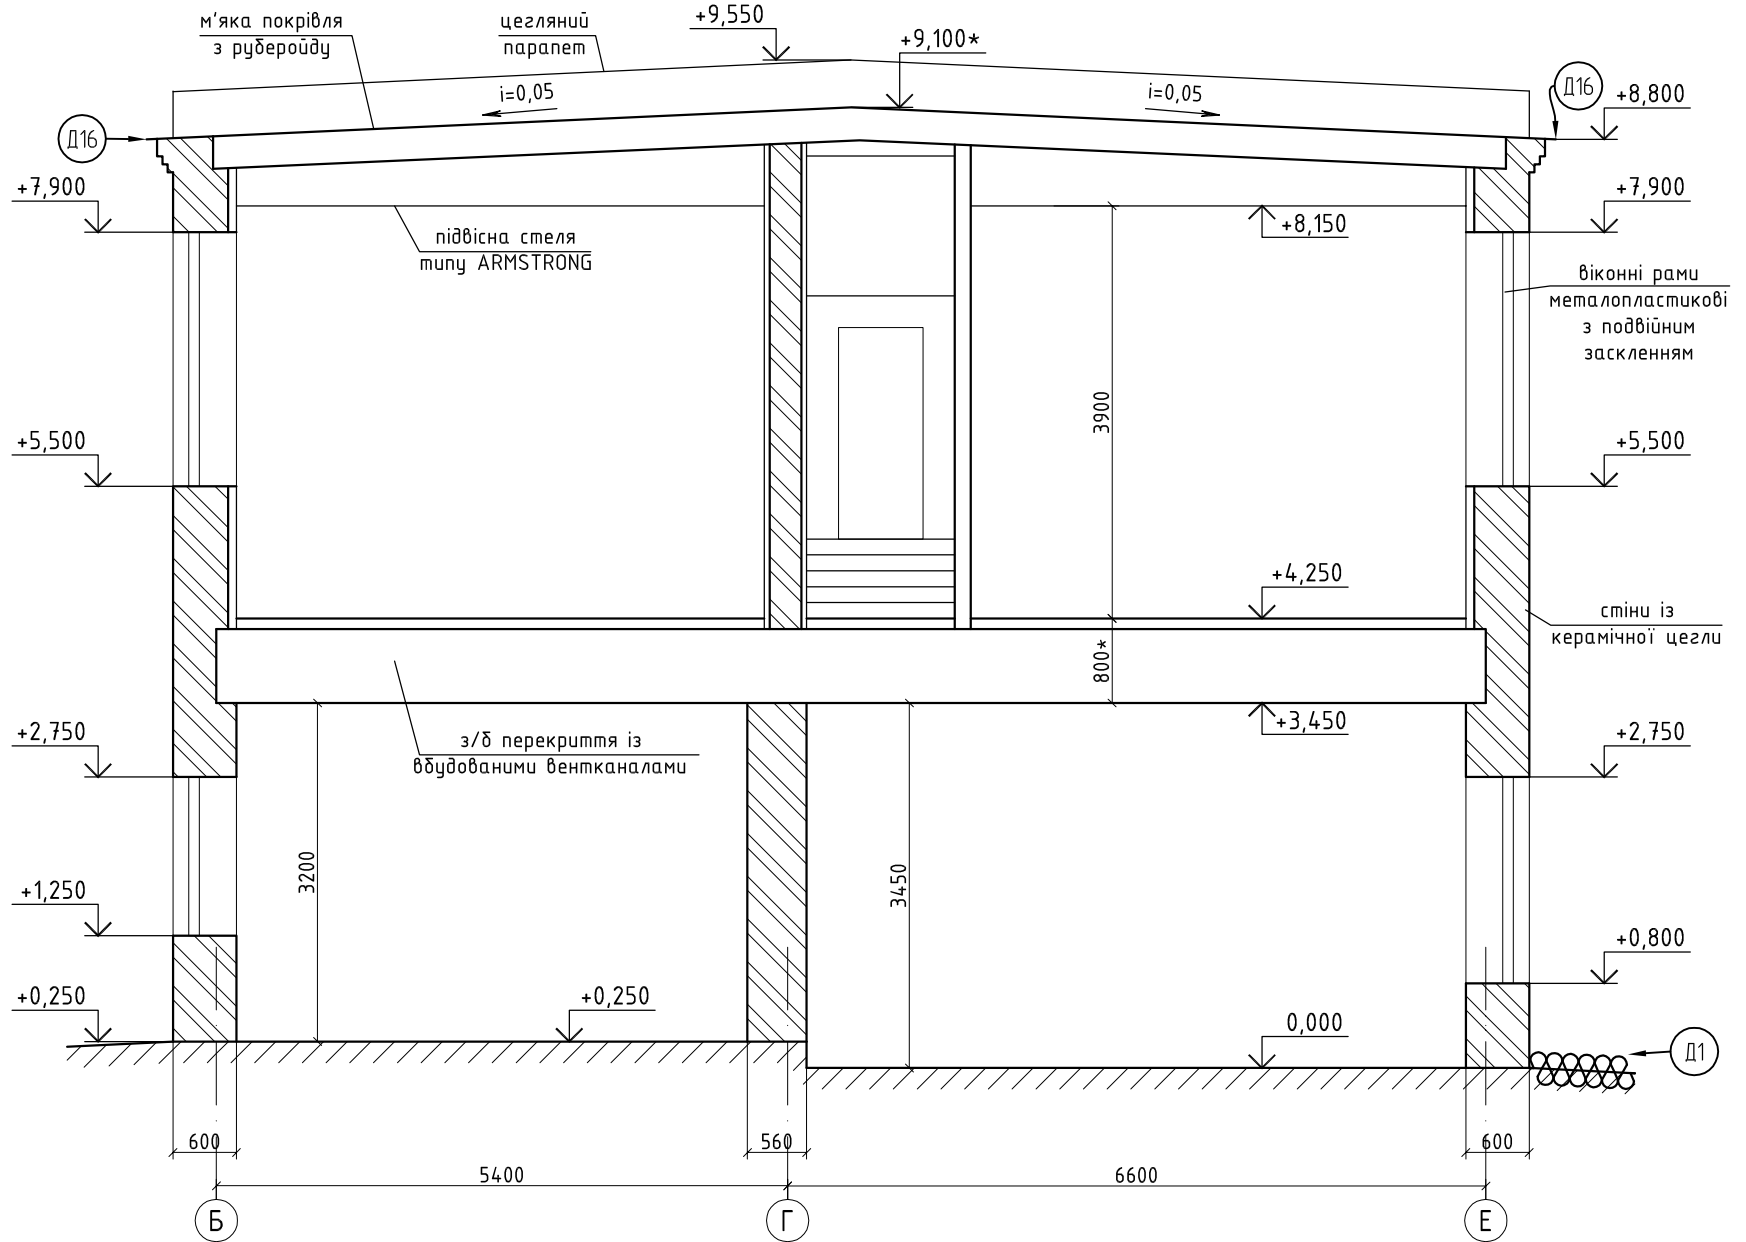 м'яка покрівля
з руберойду
цегляний
парапет
+9,550
+9,100*
i=0,05
i=0,05
Д16
Д16
+8,800
+7,900
+7,900
+8,150
підвісна стеля
типу ARMSTRONG
віконні рами
металопластикові
з подвійним
заскленням
3900
+5,500
+5,500
+4,250
стіни із
керамічної цегли
800*
+3,450
+2,750
+2,750
з/б перекриття із
вбудованими вентканалами
3200
3450
+1,250
+0,800
+0,250
+0,250
0,000
Д1
600
560
600
5400
6600
Б
Г
Е